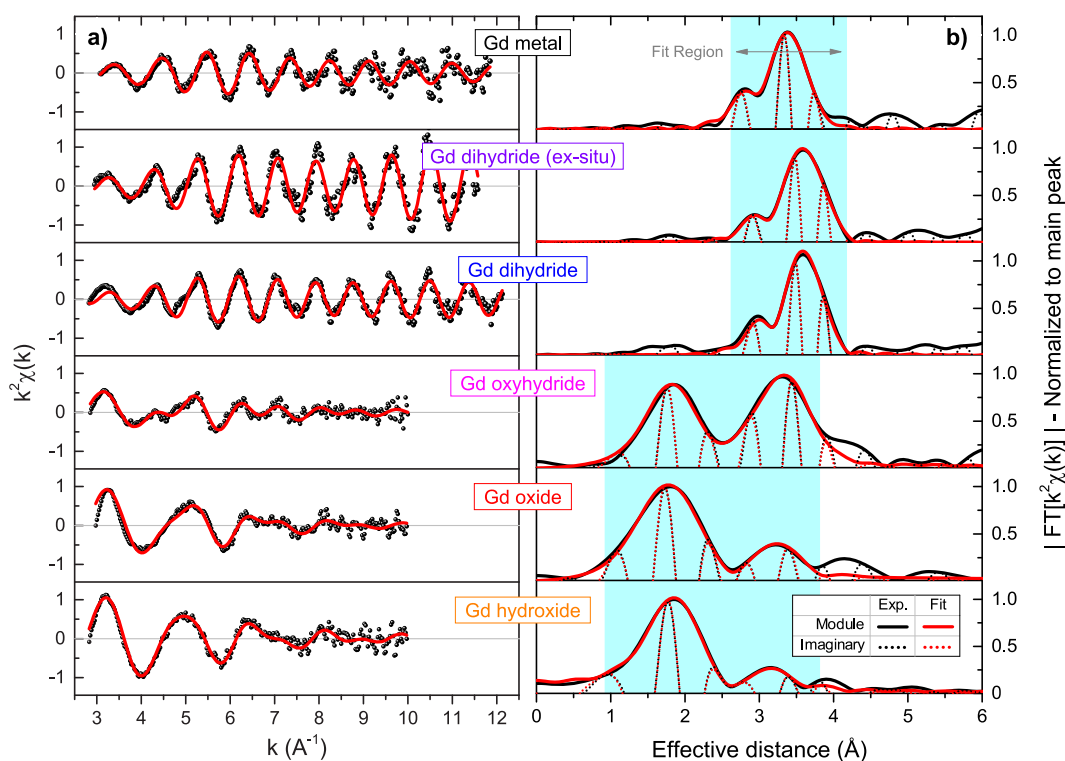 a)
b)
Gd metal
Fit Region
Gd dihydride (ex-situ)
Gd dihydride
Gd oxyhydride
Gd oxide
Gd hydroxide
1
0
-1
1
0
-1
1
0
-1
1
0
-1
1
0
-1
1
0
-1
k²χ(k)
3 4 5 6 7 8 9 10 11 12
k (A⁻¹)
1.0
0.5
1.0
0.5
1.0
0.5
1.0
0.5
1.0
0.5
1.0
0.5
0
Exp. Fit
Module
Imaginary
0 1 2 3 4 5 6
Effective distance (Å)
| FT[k²χ(k)] | - Normalized to main peak